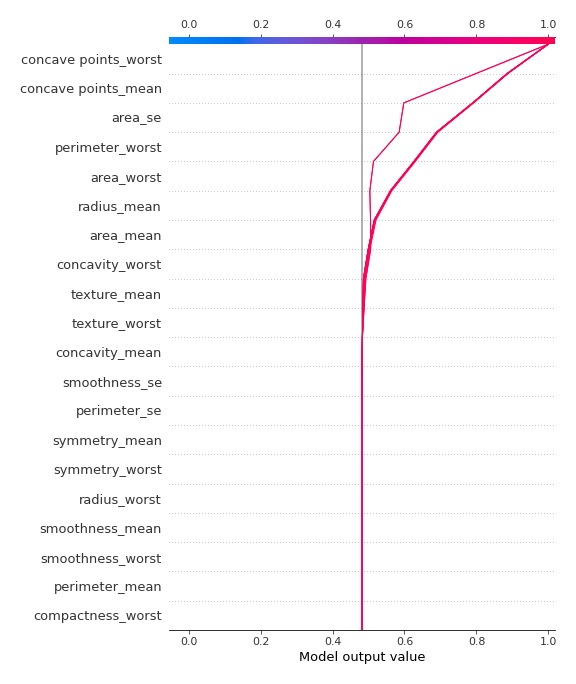 0.0 0.2 0.4 0.6 0.8 1.0
concave points_worst
concave points_mean
area_se
perimeter_worst
area_worst
radius_mean
area_mean
concavity_worst
texture_mean
texture_worst
concavity_mean
smoothness_se
perimeter_se
symmetry_mean
symmetry_worst
radius_worst
smoothness_mean
smoothness_worst
perimeter_mean
compactness_worst
0.0 0.2 0.4 0.6 0.8 1.0
Model output value